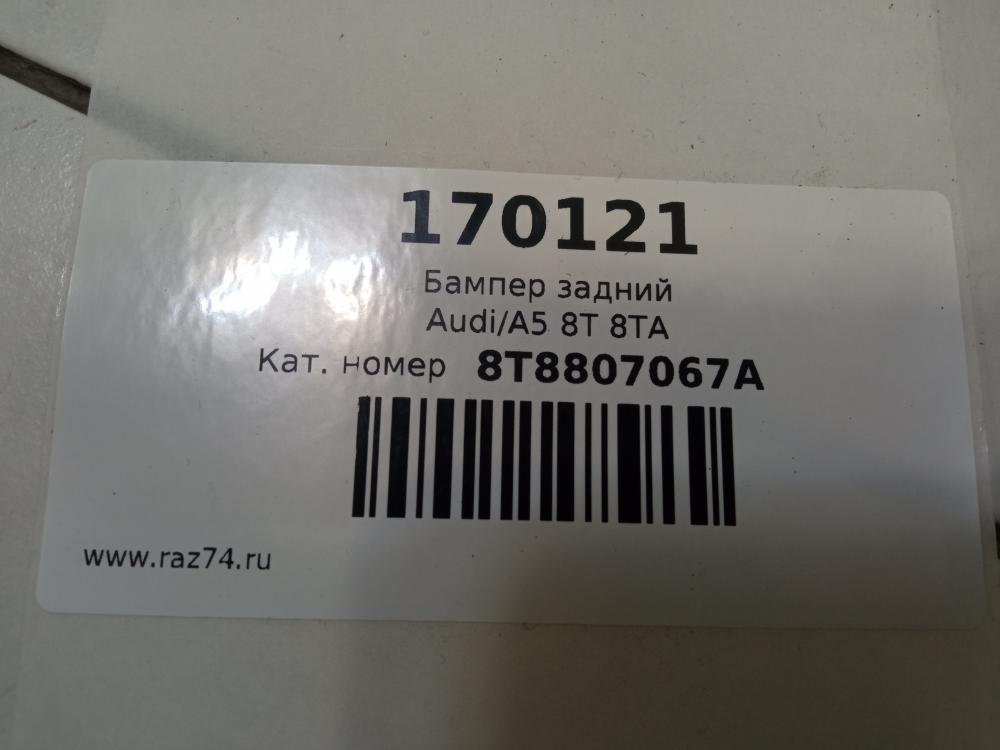 170121
Бампер задний
Audi/A5 8T 8TA
Кат. номер 8T8807067A
www.raz74.ru